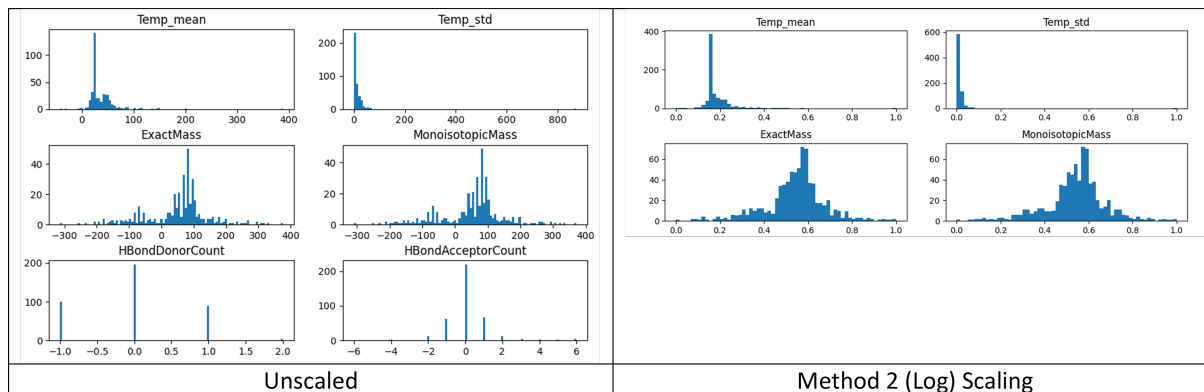 Temp_mean
150
100
50
0
0 100 200 300 400
Temp_std
200
100
0
0 200 400 600 800
ExactMass
40
20
0
−300 −200 −100 0 100 200 300 400
MonoisotopicMass
40
20
0
−300 −200 −100 0 100 200 300 400
HBondDonorCount
200
100
0
−1.0 −0.5 0.0 0.5 1.0 1.5 2.0
HBondAcceptorCount
200
100
0
−6 −4 −2 0 2 4 6
Unscaled
Temp_mean
400
200
0
0.0 0.2 0.4 0.6 0.8 1.0
Temp_std
600
400
200
0
0.0 0.2 0.4 0.6 0.8 1.0
ExactMass
60
40
20
0
0.0 0.2 0.4 0.6 0.8 1.0
MonoisotopicMass
60
40
20
0
0.0 0.2 0.4 0.6 0.8 1.0
Method 2 (Log) Scaling